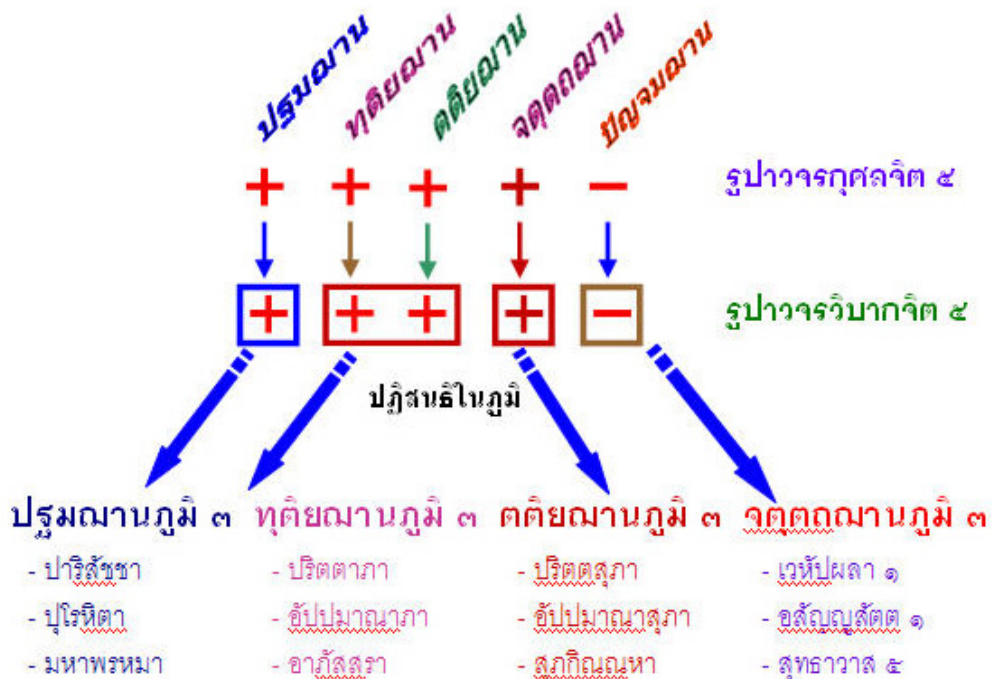 ปฐมฌาน ทุติยฌาน ตติยฌาน จตุตถฌาน ปัญจมฌาน
+ + + + − รูปาวจรกุศลจิต ๕
+ + + + − รูปาวจรวิบากจิต ๕
ปฏิสนธิในภูมิ
ปฐมฌานภูมิ ๓ ทุติยฌานภูมิ ๓ ตติยฌานภูมิ ๓ จตุตถฌานภูมิ ๓
- ปาริสัชชา - ปริตตาภา - ปริตตสุภา - เวหัปผลา ๑
- ปุโรหิตา - อัปปมาณาภา - อัปปมาณาสุภา - อสัญญสัตต ๑
- มหาพรหมา - อาภัสสรา - สุภกิณณหา - สุทธาวาส ๕